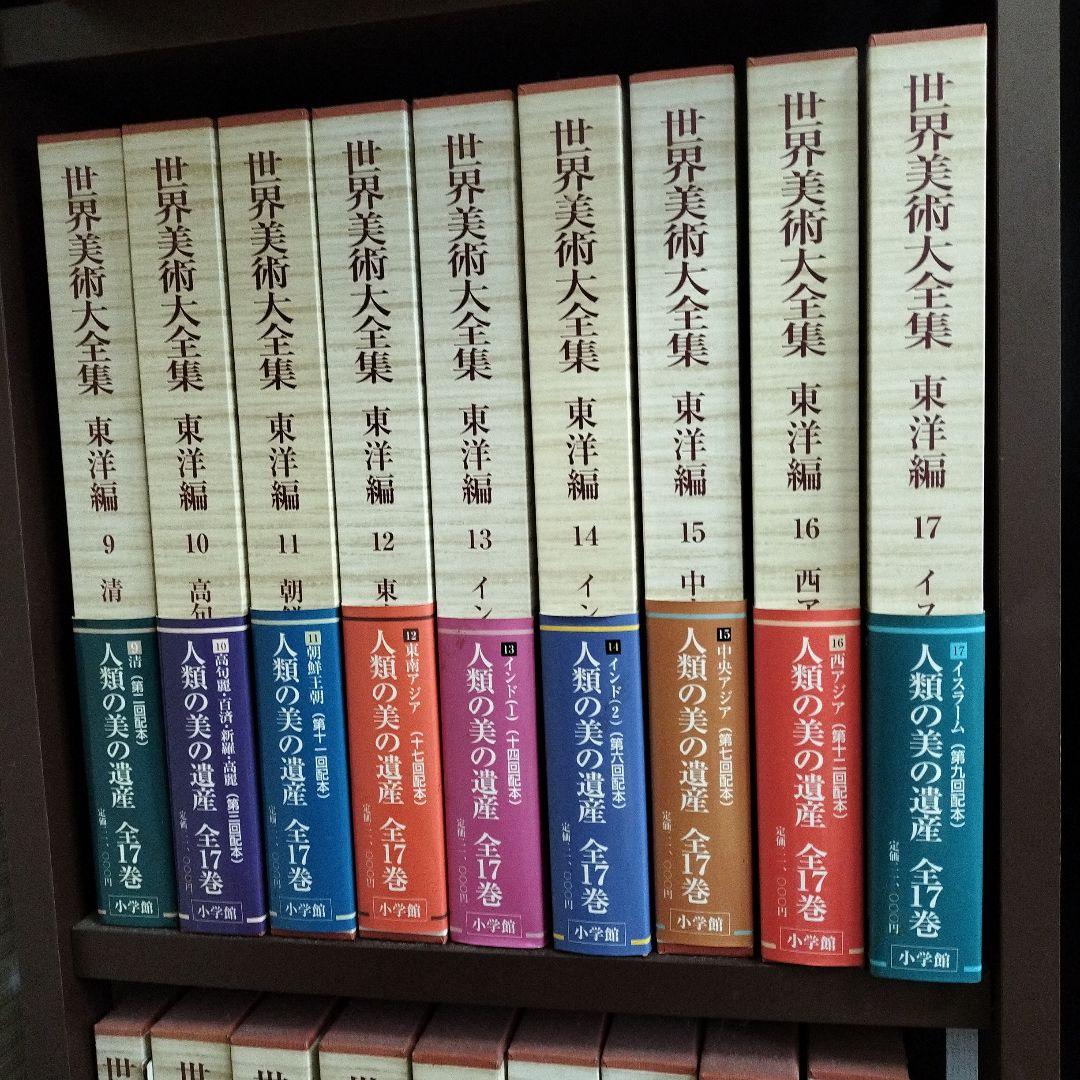 世界美術大全集 東洋編 9 清
9 清（第二回配本）
人類の美の遺産 全17巻
小学館
世界美術大全集 東洋編 10 高句
10 高句麗・百済・新羅・高麗（第三回配本）
人類の美の遺産 全17巻
小学館
世界美術大全集 東洋編 11 朝鮮
11 朝鮮王朝（第十一回配本）
人類の美の遺産 全17巻
小学館
世界美術大全集 東洋編 12 東
12 東南アジア（十七回配本）
人類の美の遺産 全17巻
小学館
世界美術大全集 東洋編 13 イン
13 インド(1)（十四回配本）
人類の美の遺産 全17巻
小学館
世界美術大全集 東洋編 14 イン
14 インド(2)（第六回配本）
人類の美の遺産 全17巻
小学館
世界美術大全集 東洋編 15 中
15 中央アジア（第七回配本）
人類の美の遺産 全17巻
小学館
世界美術大全集 東洋編 16 西ア
16 西アジア（第十二回配本）
人類の美の遺産 全17巻
小学館
世界美術大全集 東洋編 17 イス
17 イスラーム（第九回配本）
人類の美の遺産 全17巻
小学館